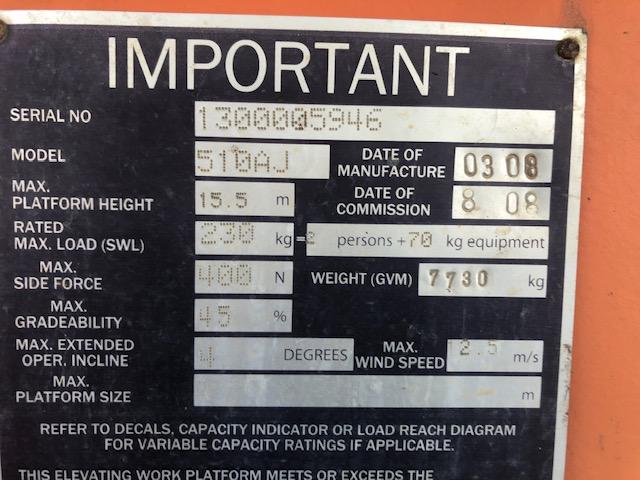 IMPORTANT
SERIAL NO 1300005946
MODEL 510AJ DATE OF MANUFACTURE 03 08
MAX. PLATFORM HEIGHT 15.5 m DATE OF COMMISSION 8 08
RATED MAX. LOAD (SWL) 230 kg = 2 persons + 70 kg equipment
MAX. SIDE FORCE 400 N WEIGHT (GVM) 7730 kg
MAX. GRADEABILITY 45 %
MAX. EXTENDED OPER. INCLINE 4 DEGREES MAX. WIND SPEED 12.5 m/s
MAX. PLATFORM SIZE m
REFER TO DECALS, CAPACITY INDICATOR OR LOAD REACH DIAGRAM
FOR VARIABLE CAPACITY RATINGS IF APPLICABLE.
THIS ELEVATING WORK PLATFORM MEETS OR EXCEEDS THE